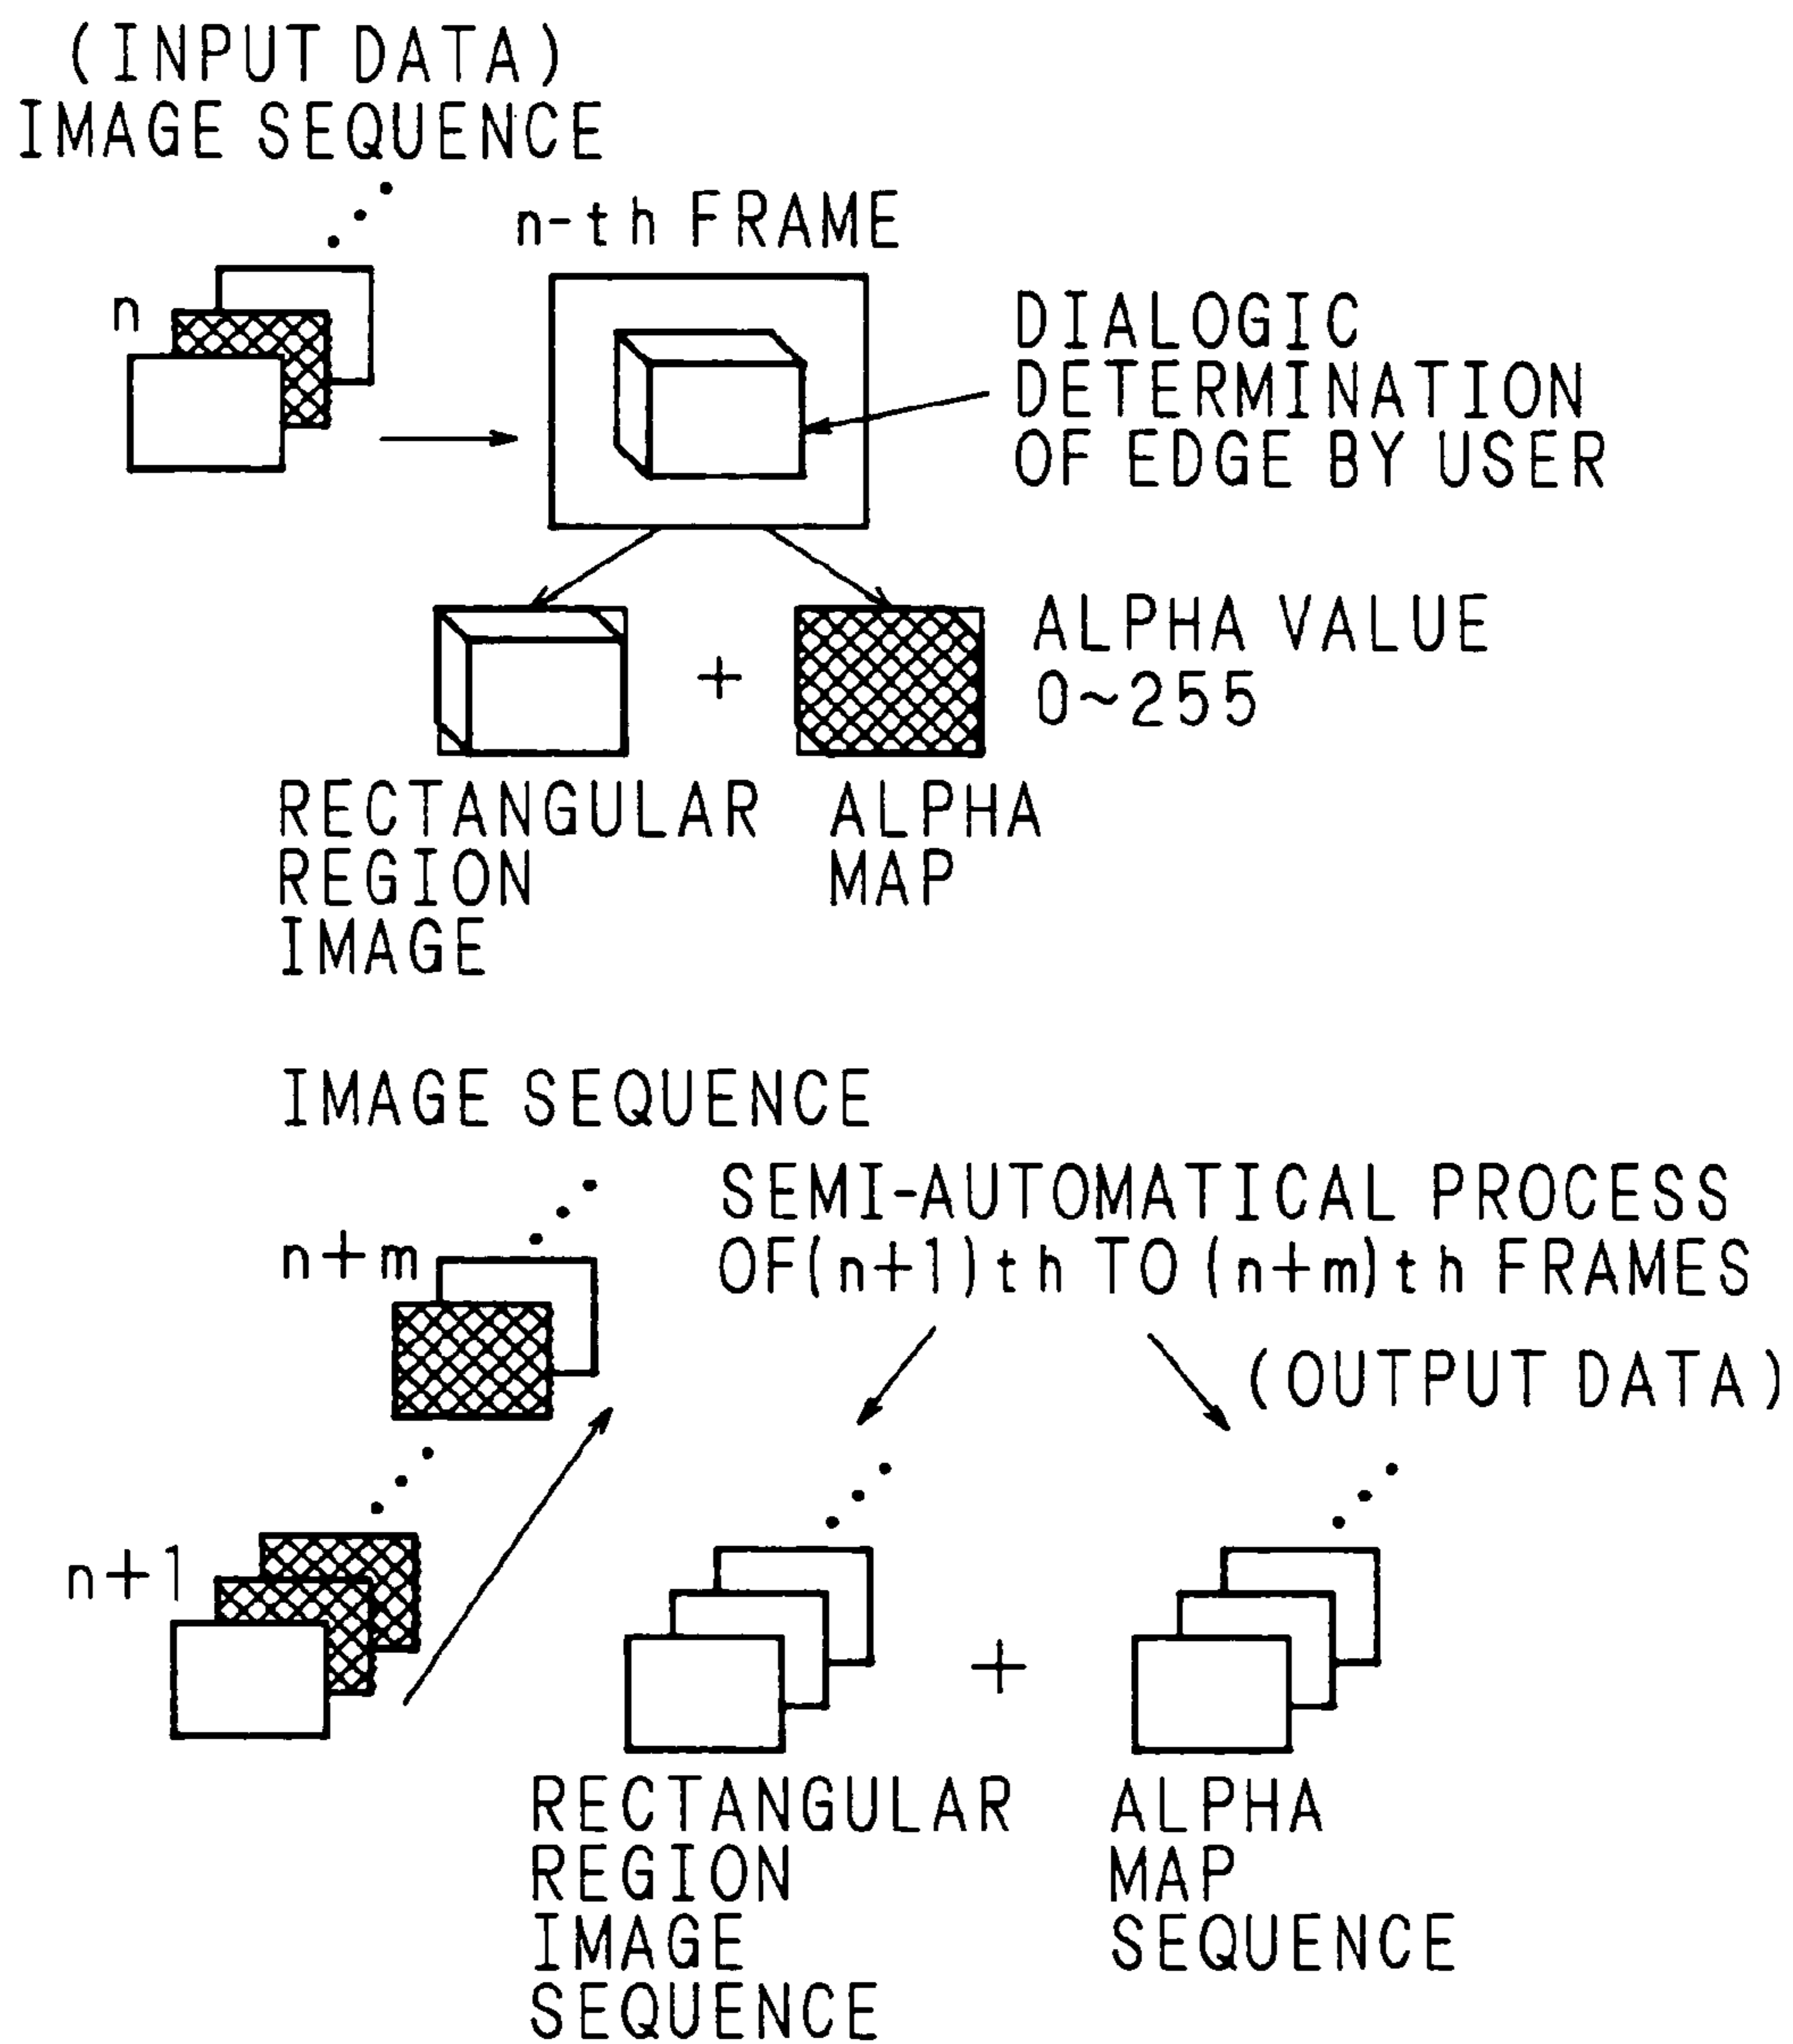 (INPUT DATA)
IMAGE SEQUENCE
n
n-th FRAME
DIALOGIC
DETERMINATION
OF EDGE BY USER
+
ALPHA VALUE
0~255
RECTANGULAR
REGION
IMAGE
ALPHA
MAP
IMAGE SEQUENCE
n+m
SEMI-AUTOMATICAL PROCESS
OF(n+1)th TO (n+m)th FRAMES
(OUTPUT DATA)
n+1
+
RECTANGULAR
REGION
IMAGE
SEQUENCE
ALPHA
MAP
SEQUENCE